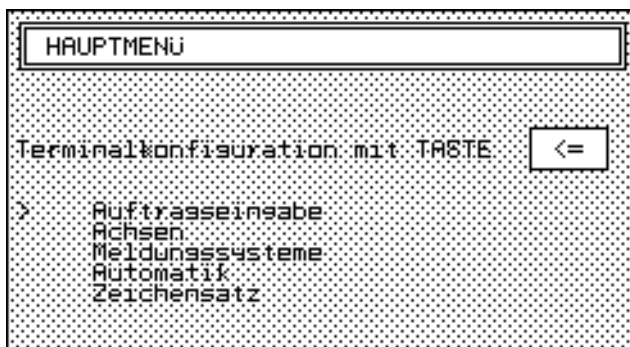 HAUPTMENü
Terminalkonfiguration mit TASTE <=
> Auftragseingabe
Achsen
Meldungssysteme
Automatik
Zeichensatz